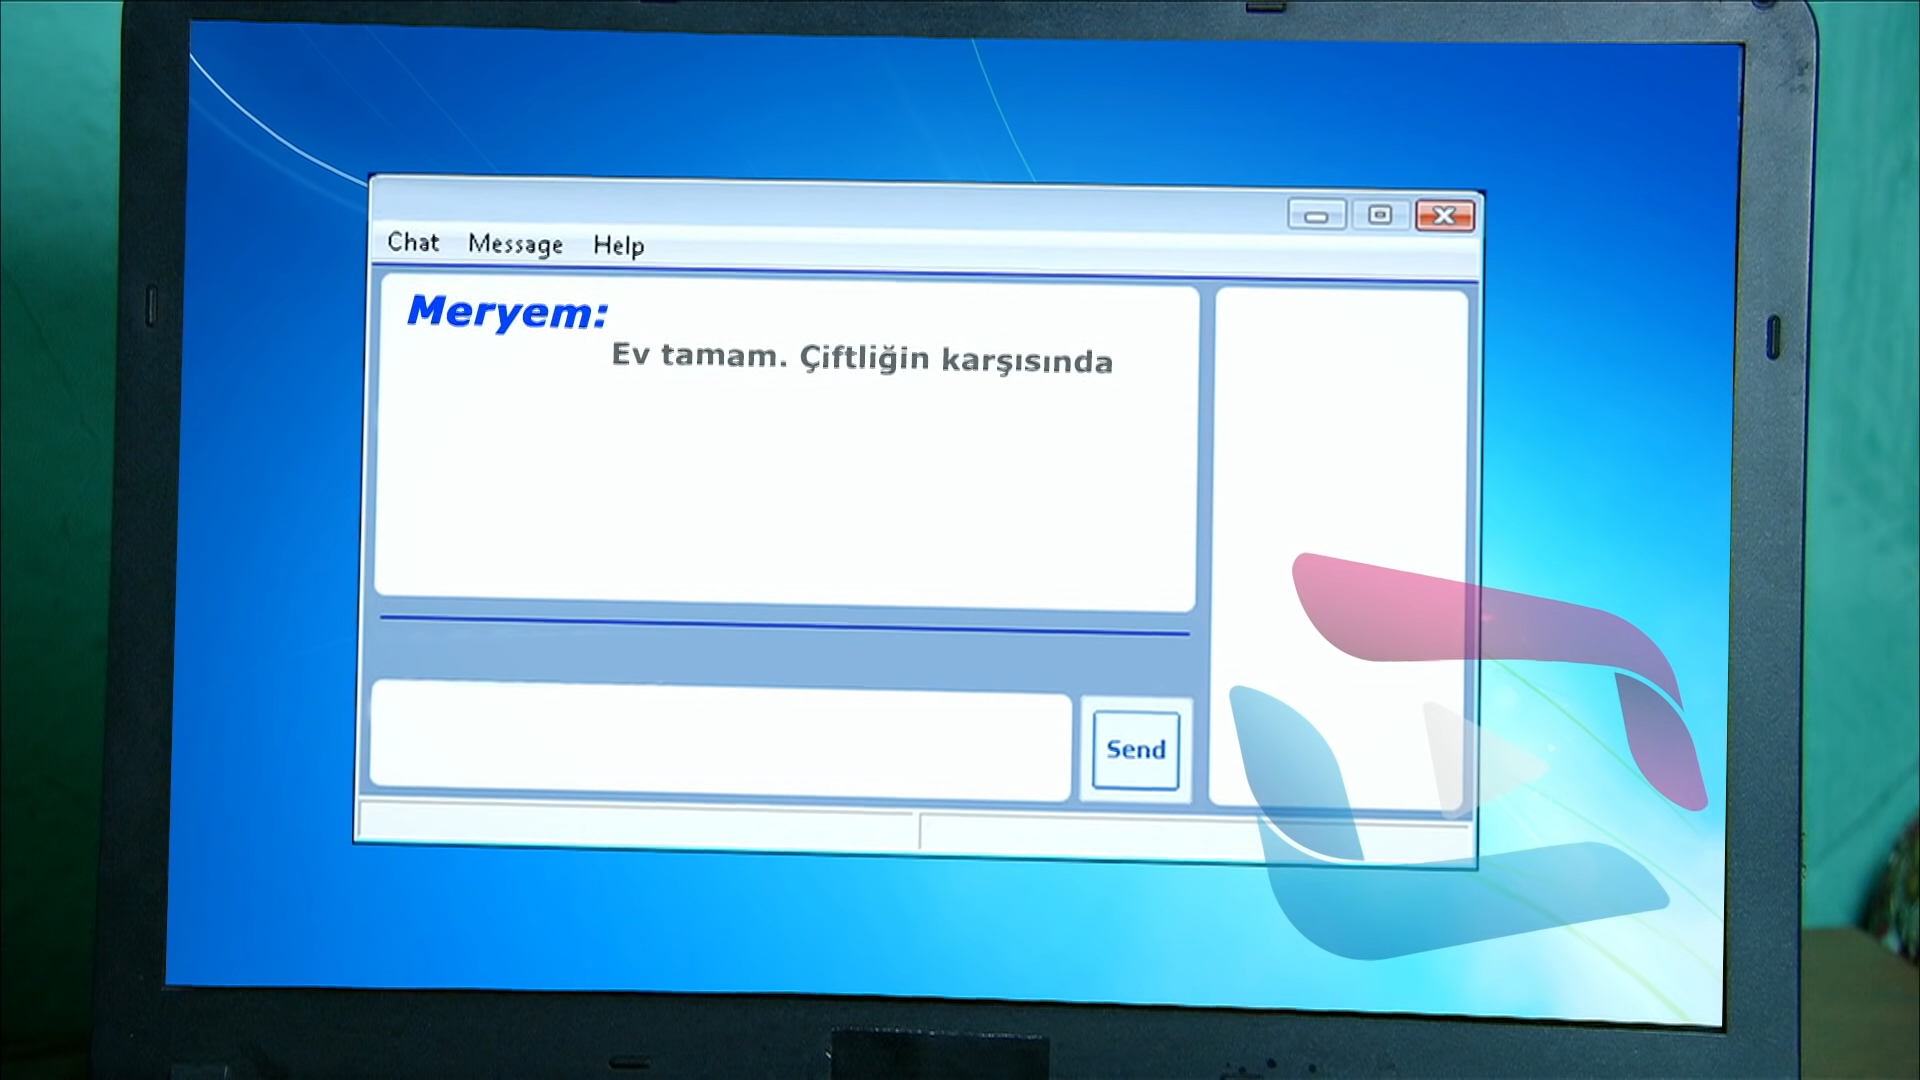 Chat Message Help
Meryem:
Ev tamam. Çiftliğin karşısında
Send